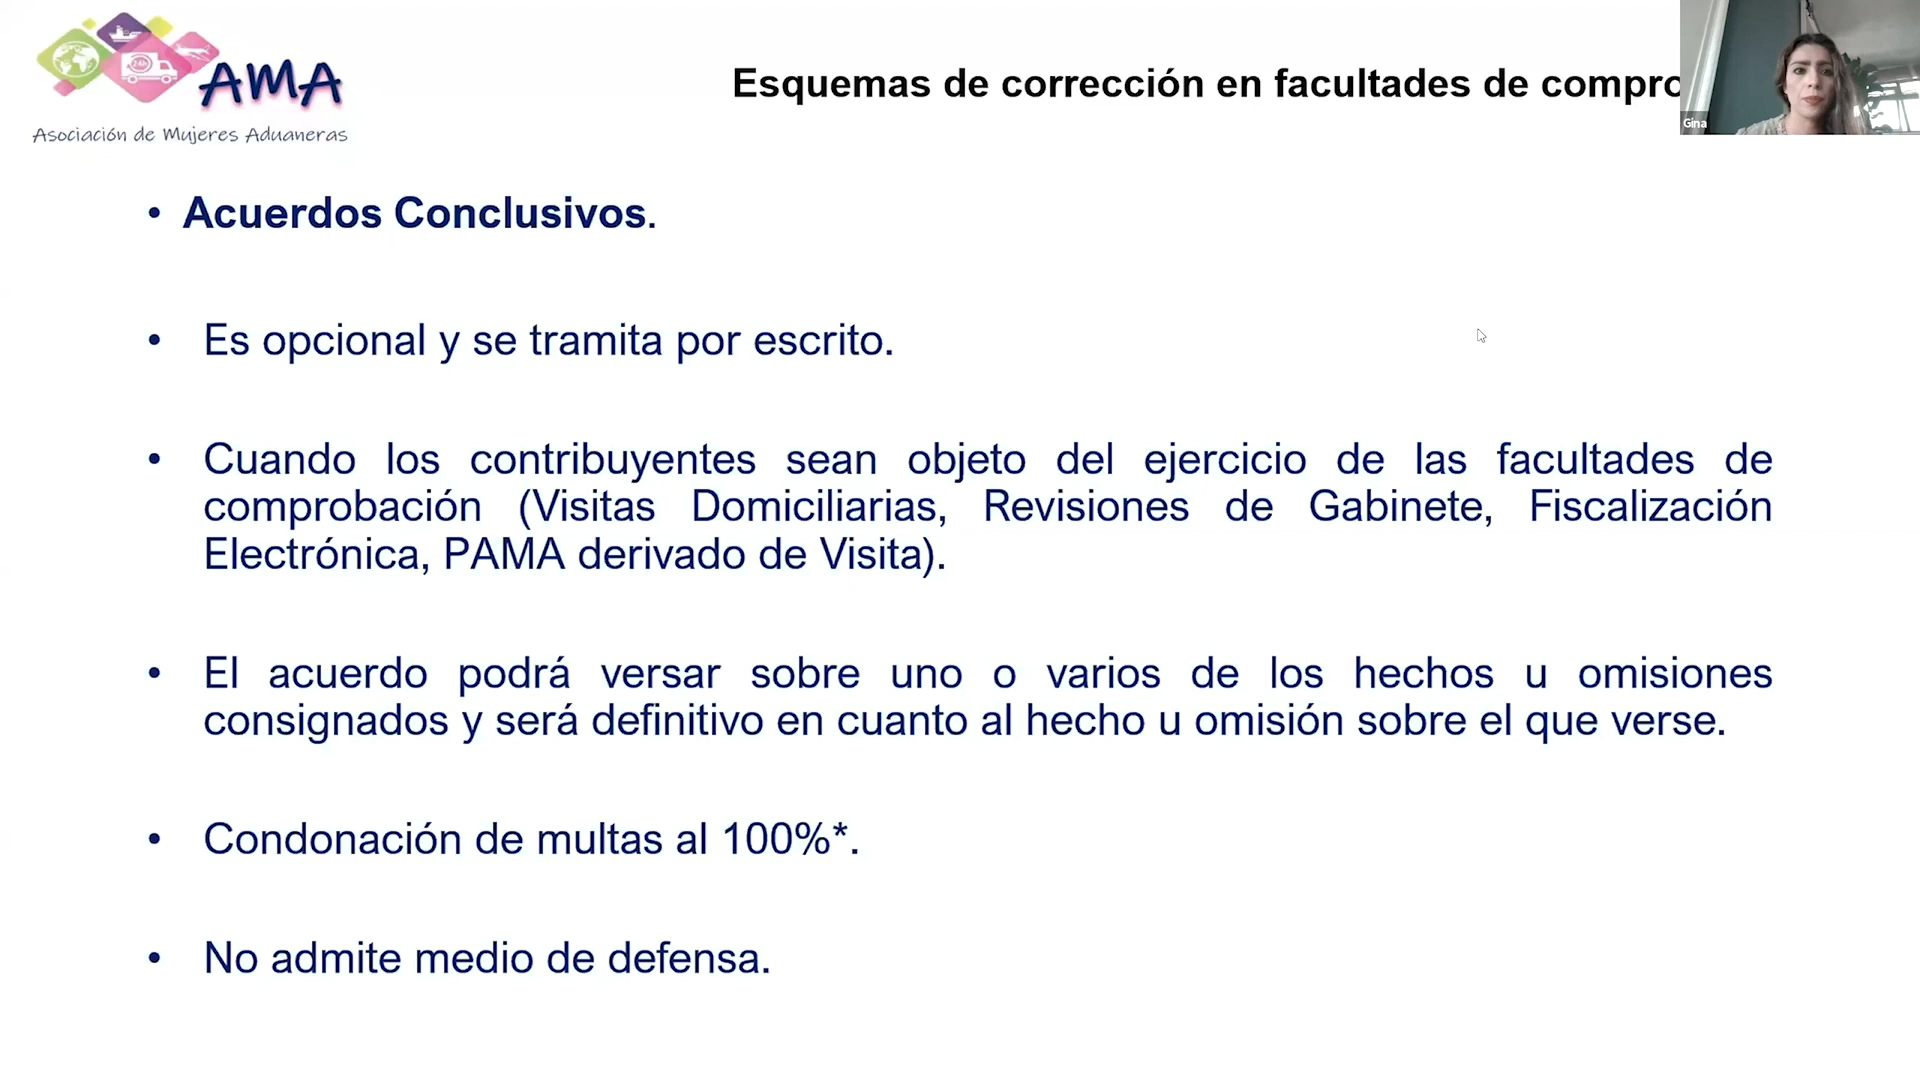 AMA
Asociación de Mujeres Aduaneras
24h
Esquemas de corrección en facultades de compro
Gina
• Acuerdos Conclusivos.
• Es opcional y se tramita por escrito.
• Cuando los contribuyentes sean objeto del ejercicio de las facultades de
comprobación (Visitas Domiciliarias, Revisiones de Gabinete, Fiscalización
Electrónica, PAMA derivado de Visita).
• El acuerdo podrá versar sobre uno o varios de los hechos u omisiones
consignados y será definitivo en cuanto al hecho u omisión sobre el que verse.
• Condonación de multas al 100%*.
• No admite medio de defensa.